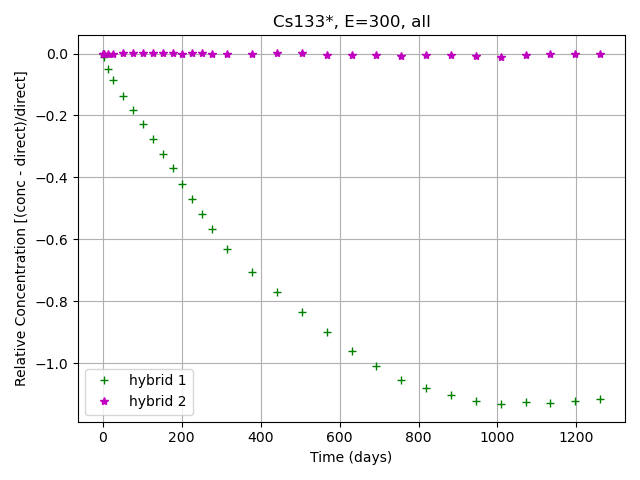 Cs133*, E=300, all
Relative Concentration [(conc - direct)/direct]
0.0
−0.2
−0.4
−0.6
−0.8
−1.0
hybrid 1
hybrid 2
0 200 400 600 800 1000 1200
Time (days)